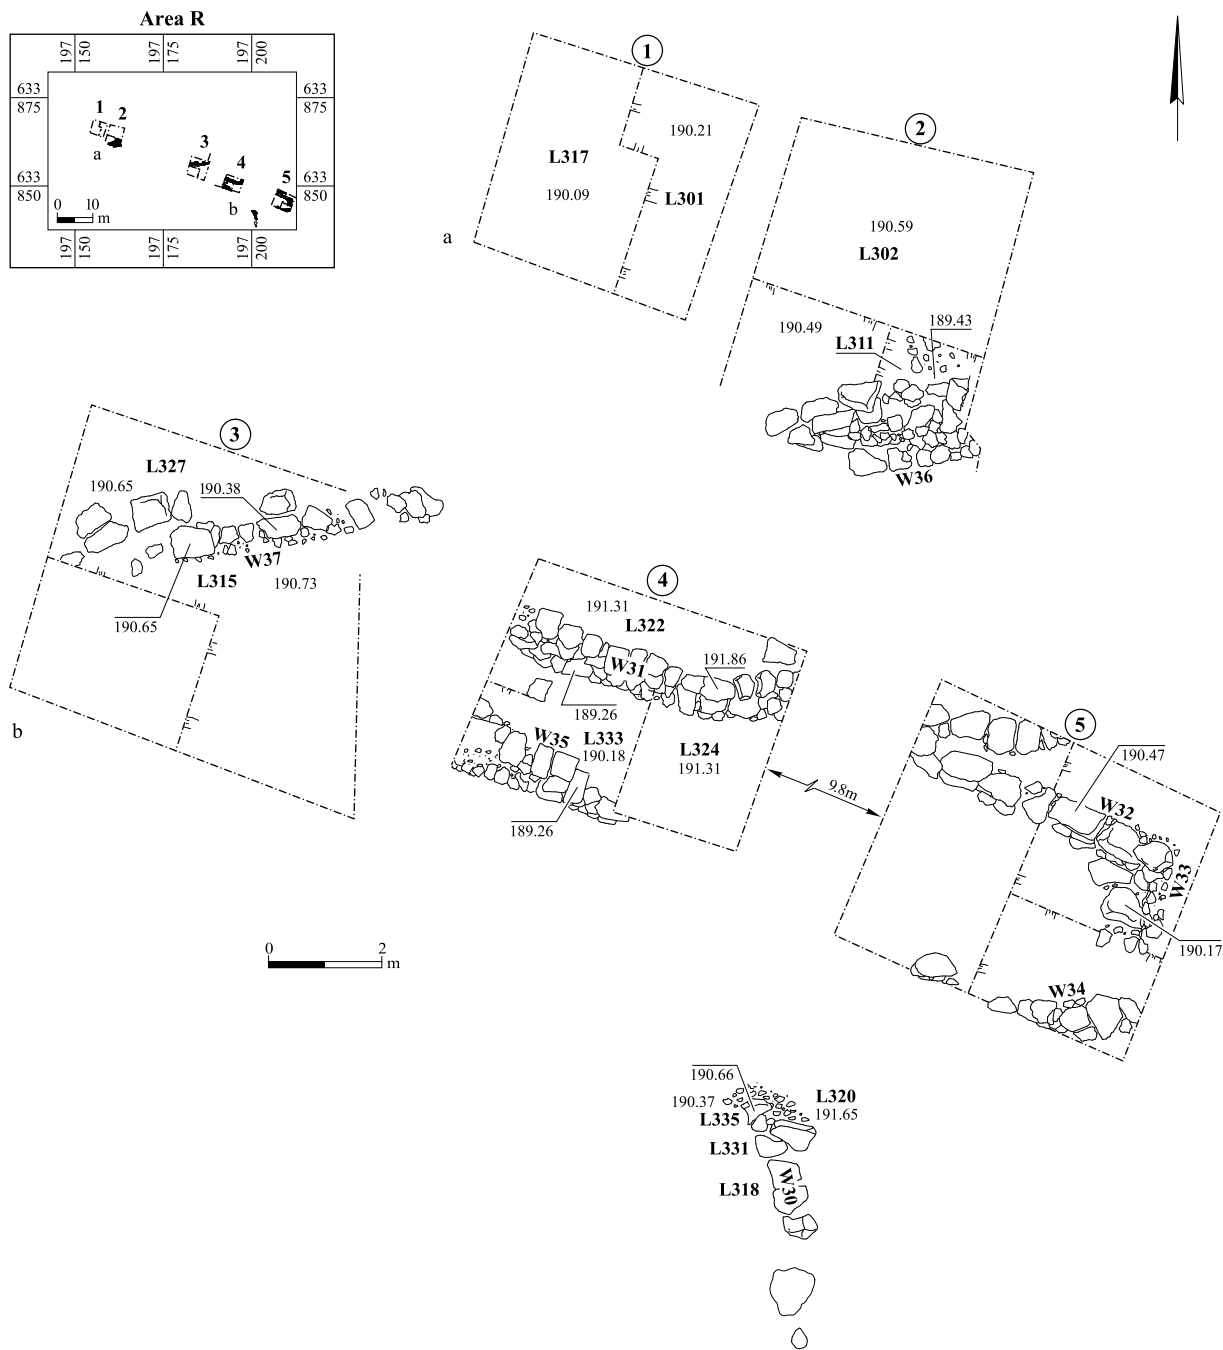 Area R
197 150
197 175
197 200
633 875
633 875
1 2
a
3
4
5
633 850
633 850
b
0 10
m
197 150
197 175
197 200
1
190.21
L317
190.09
L301
a
2
190.59
L302
190.49
189.43
L311
W36
3
L327
190.65
190.38
W37
L315
190.73
190.65
b
4
191.31
L322
W31
191.86
189.26
W35
L333
190.18
L324
191.31
189.26
9.8m
5
190.47
W32
W33
190.17
W34
0 2
m
190.66
190.37
L320
191.65
L335
L331
L318
W30